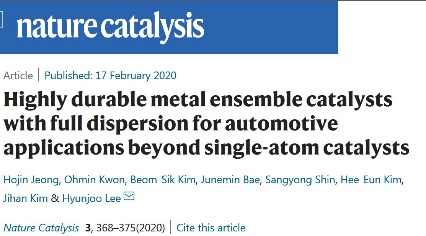 nature catalysis
Article | Published: 17 February 2020
Highly durable metal ensemble catalysts
with full dispersion for automotive
applications beyond single-atom catalysts
Hojin Jeong, Ohmin Kwon, Beom Sik Kim, Junemin Bae, Sangyong Shin, Hee Eun Kim,
Jihan Kim & Hyunjoo Lee
Nature Catalysis 3, 368–375(2020) | Cite this article